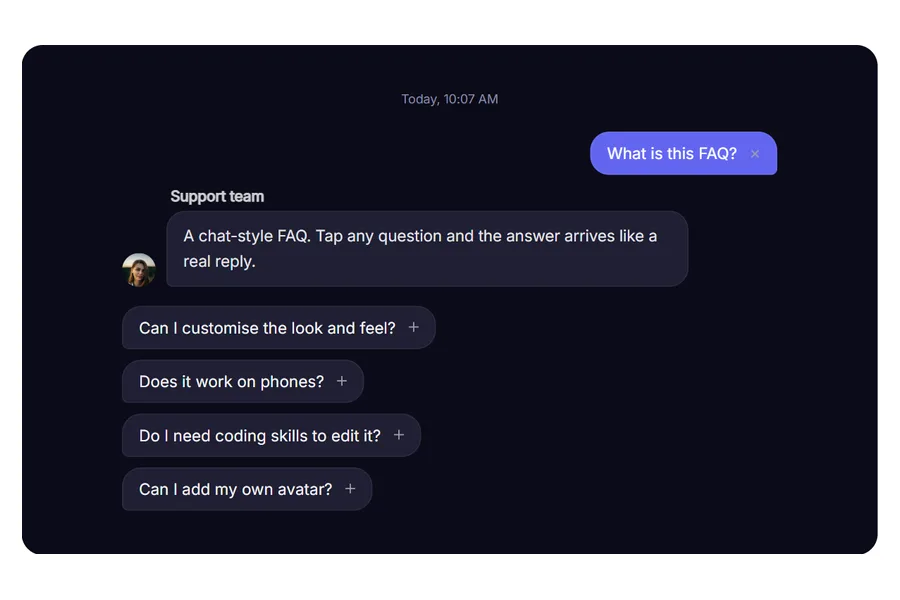 Today, 10:07 AM
What is this FAQ? ×
Support team
A chat-style FAQ. Tap any question and the answer arrives like a
real reply.
Can I customise the look and feel? +
Does it work on phones? +
Do I need coding skills to edit it? +
Can I add my own avatar? +